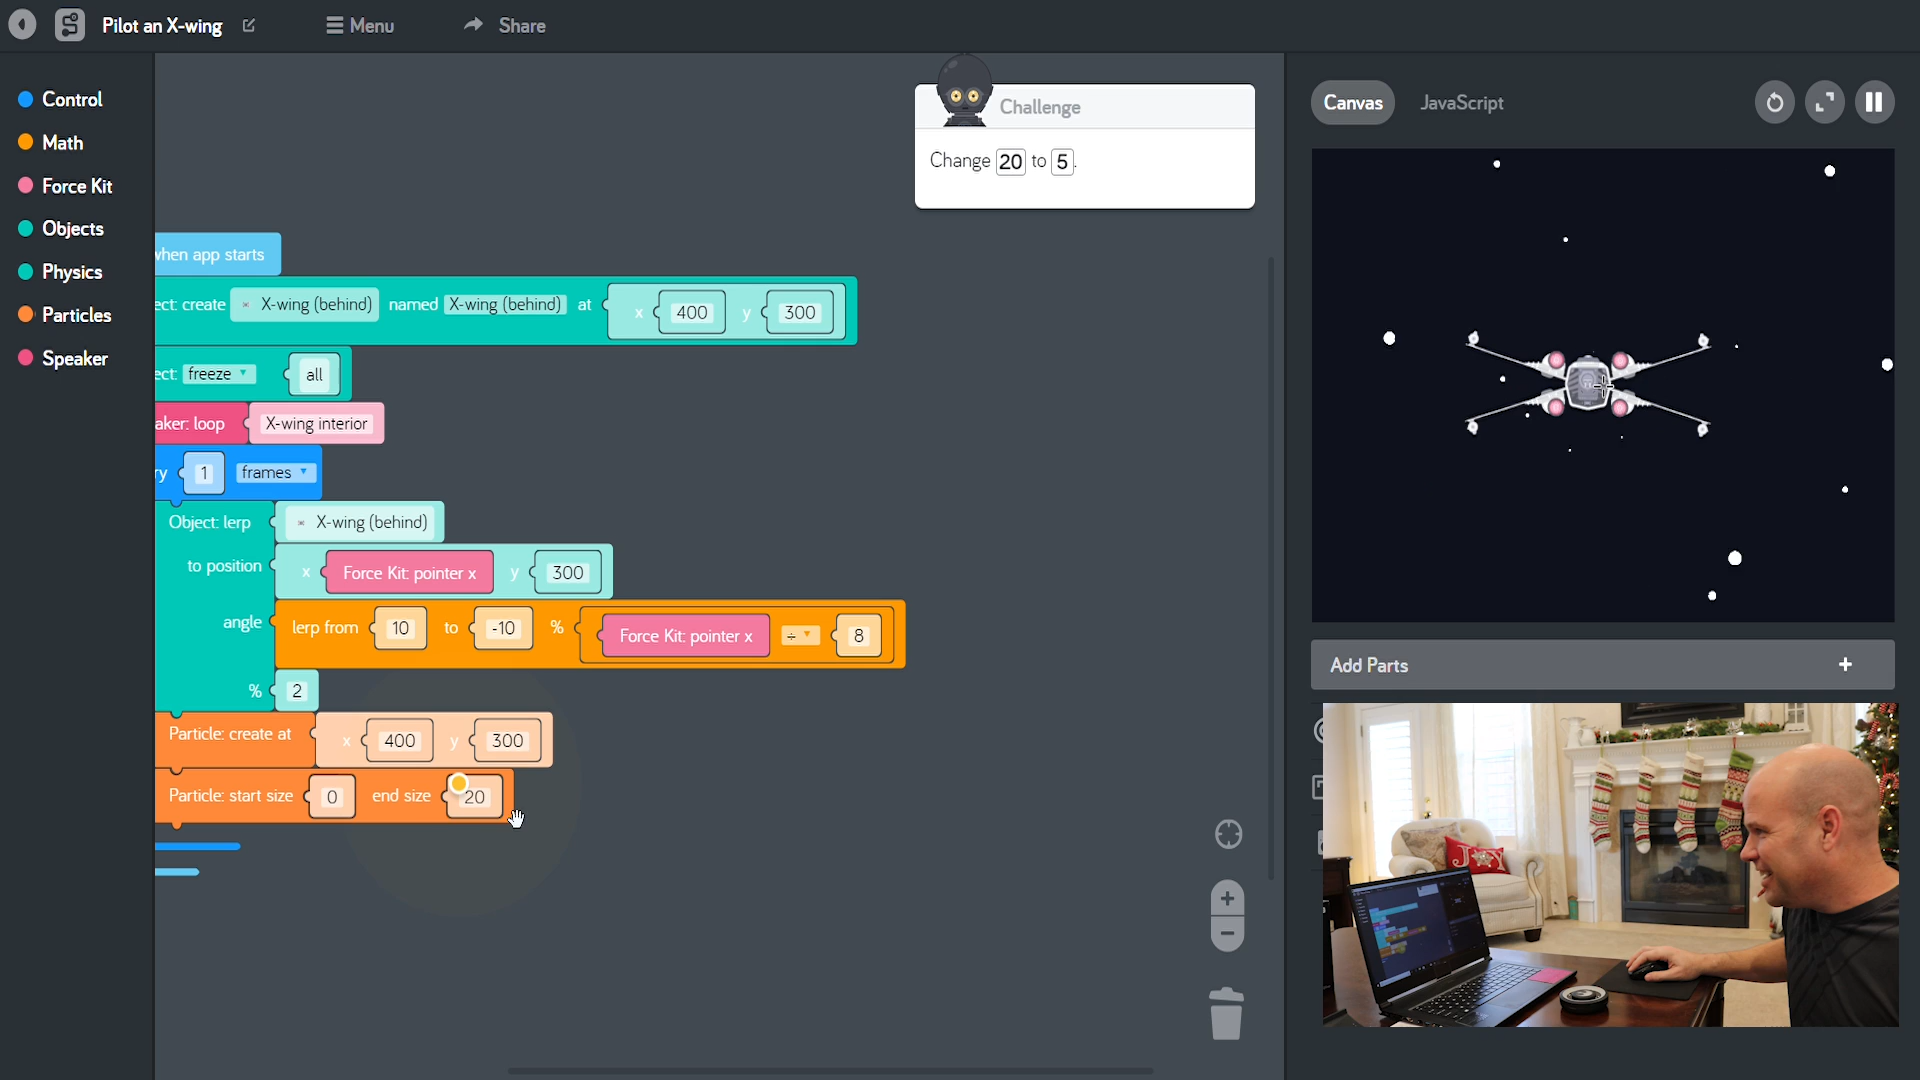 Pilot an X-wing
Menu
Share
Control
Math
Force Kit
Objects
Physics
Particles
Speaker
Challenge
Change 20 to 5.
when app starts
ect: create X-wing (behind) named X-wing (behind) at x 400 y 300
ect: freeze all
aker: loop X-wing interior
ry 1 frames
Object: lerp X-wing (behind)
to position x Force Kit: pointer x y 300
angle lerp from 10 to -10 % Force Kit: pointer x ÷ 8
% 2
Particle: create at x 400 y 300
Particle: start size 0 end size 20
Canvas
JavaScript
Add Parts +
JOY